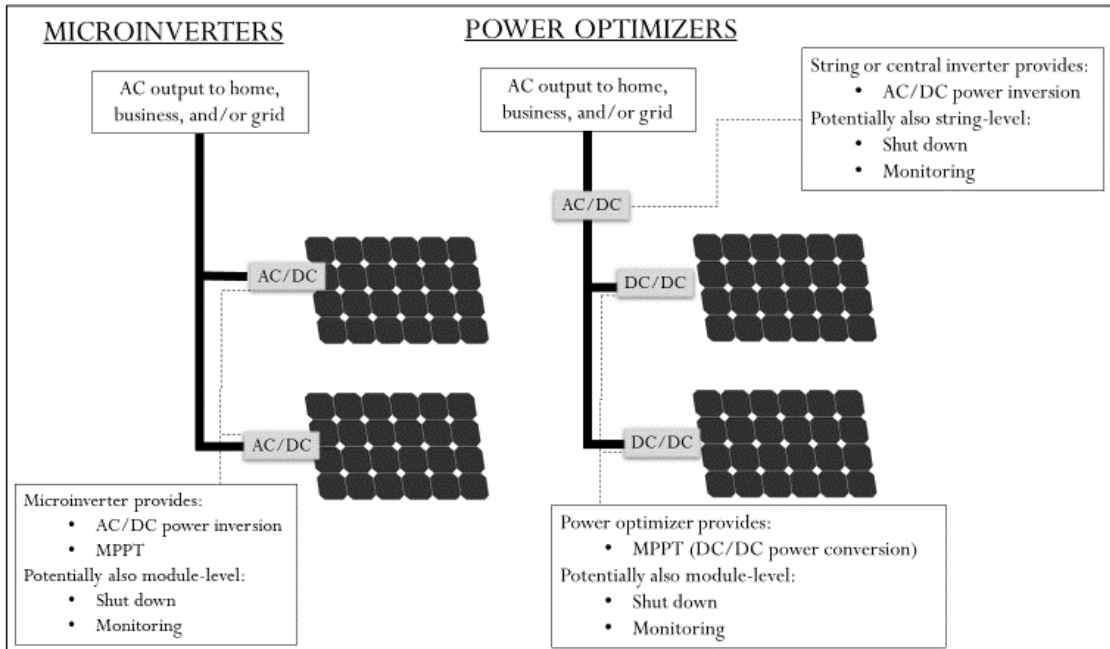 MICROINVERTERS
AC output to home,
business, and/or grid
AC/DC
AC/DC
Microinverter provides:
• AC/DC power inversion
• MPPT
Potentially also module-level:
• Shut down
• Monitoring
POWER OPTIMIZERS
AC output to home,
business, and/or grid
String or central inverter provides:
• AC/DC power inversion
Potentially also string-level:
• Shut down
• Monitoring
AC/DC
DC/DC
DC/DC
Power optimizer provides:
• MPPT (DC/DC power conversion)
Potentially also module-level:
• Shut down
• Monitoring